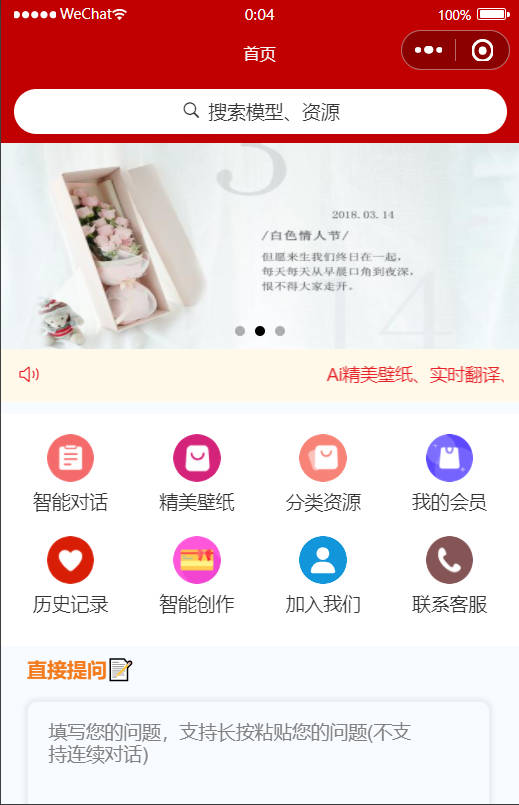 WeChat
0:04
100%
首页
搜索模型、资源
2018.03.14
/白色情人节/
但愿来生我们终日在一起，
每天每天从早晨口角到夜深，
恨不得大家走开。
Ai精美壁纸、实时翻译、
智能对话
精美壁纸
分类资源
我的会员
历史记录
智能创作
加入我们
联系客服
直接提问
填写您的问题，支持长按粘贴您的问题(不支
持连续对话)